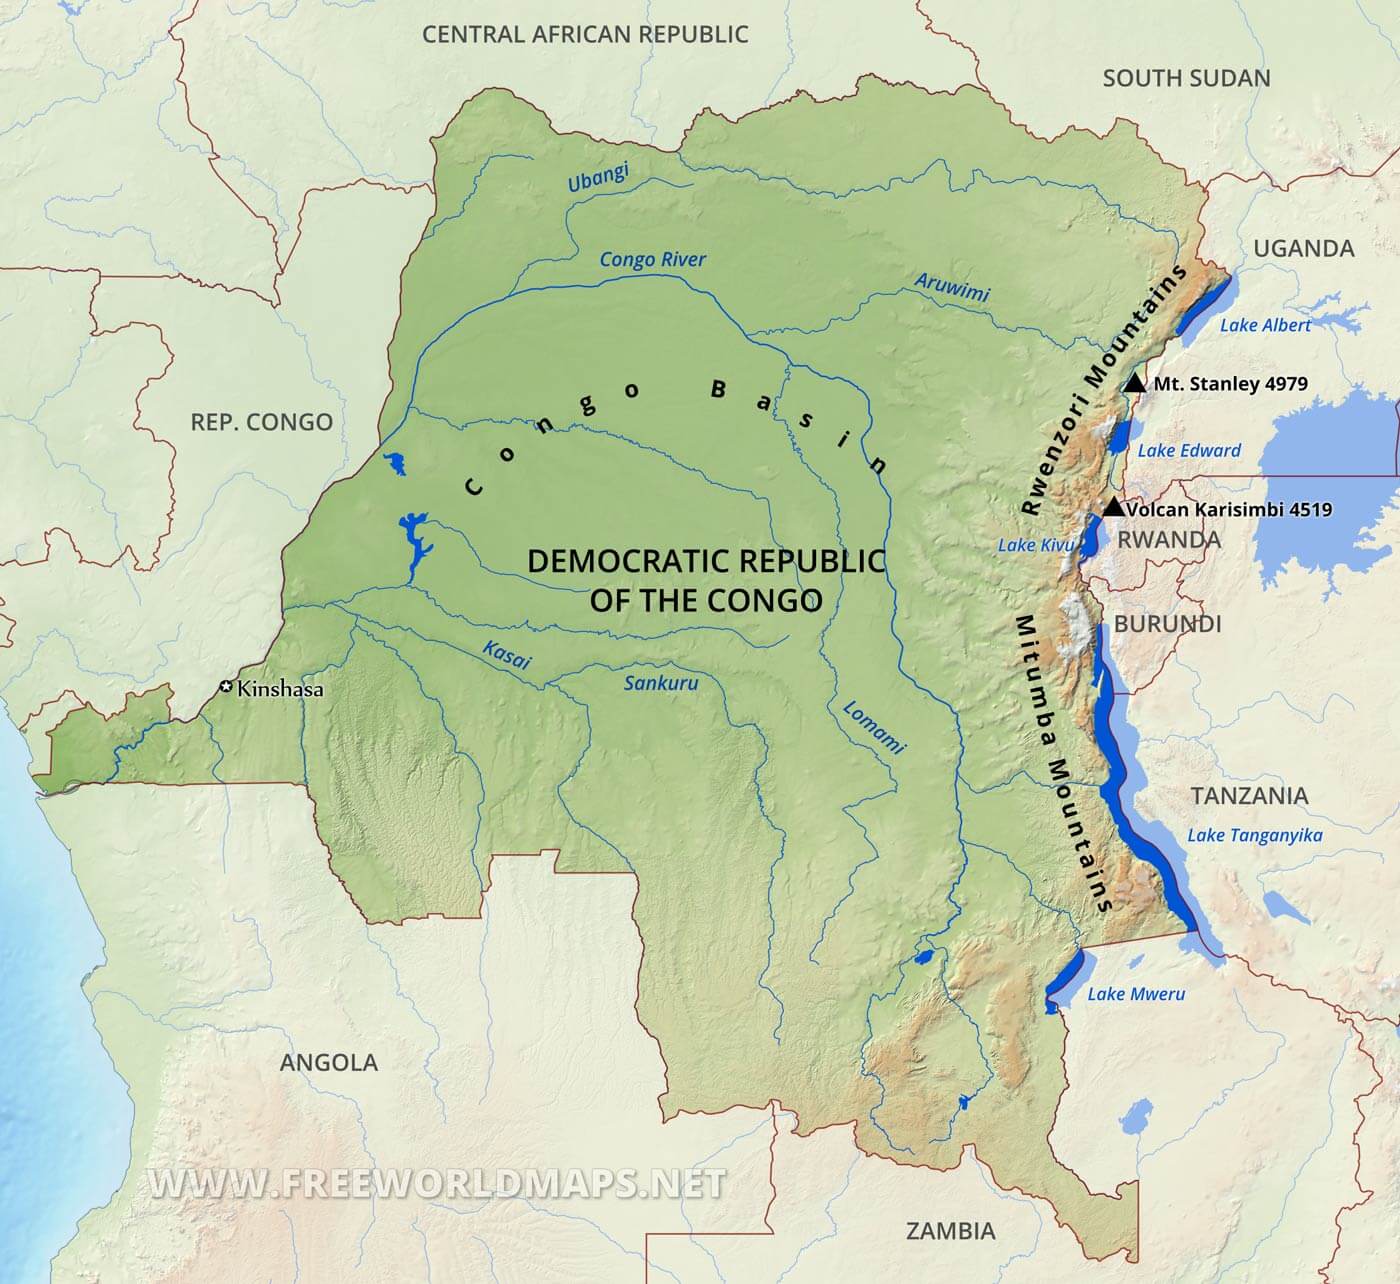 CENTRAL AFRICAN REPUBLIC
SOUTH SUDAN
Ubangi
UGANDA
Congo River
Aruwimi
Lake Albert
Rwenzori Mountains
Mt. Stanley 4979
Congo Basin
REP. CONGO
Lake Edward
Volcan Karisimbi 4519
Lake Kivu
RWANDA
DEMOCRATIC REPUBLIC
OF THE CONGO
BURUNDI
Mitumba Mountains
Kasai
Sankuru
Kinshasa
Lomami
TANZANIA
Lake Tanganyika
Lake Mweru
ANGOLA
WWW.FREEWORLDMAPS.NET
ZAMBIA